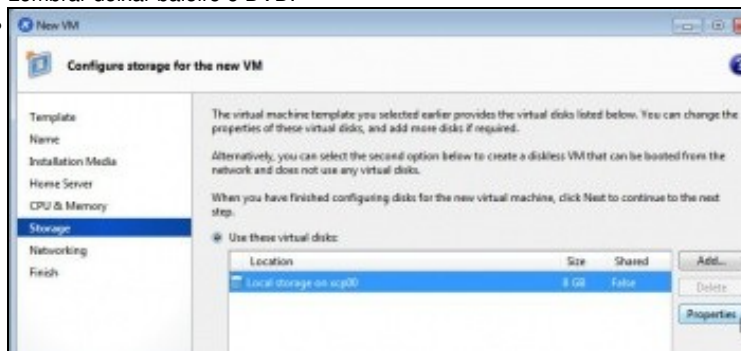 Lembrar deixar baleiro o DVD.
New VM
Configure storage for the new VM
Template
Name
Installation Media
Home Server
CPU & Memory
Storage
Networking
Finish
The virtual machine template you selected earlier provides the virtual disks listed below. You can change the
properties of these virtual disks, and add more disks if required.
Alternatively, you can select the second option below to create a diskless VM that can be booted from the
network and does not use any virtual disks.
When you have finished configuring disks for the new virtual machine, click Next to continue to the next
step.
Use these virtual disks:
Location Size Shared
Local storage on xcp00 8 GB False
Add...
Delete
Properties